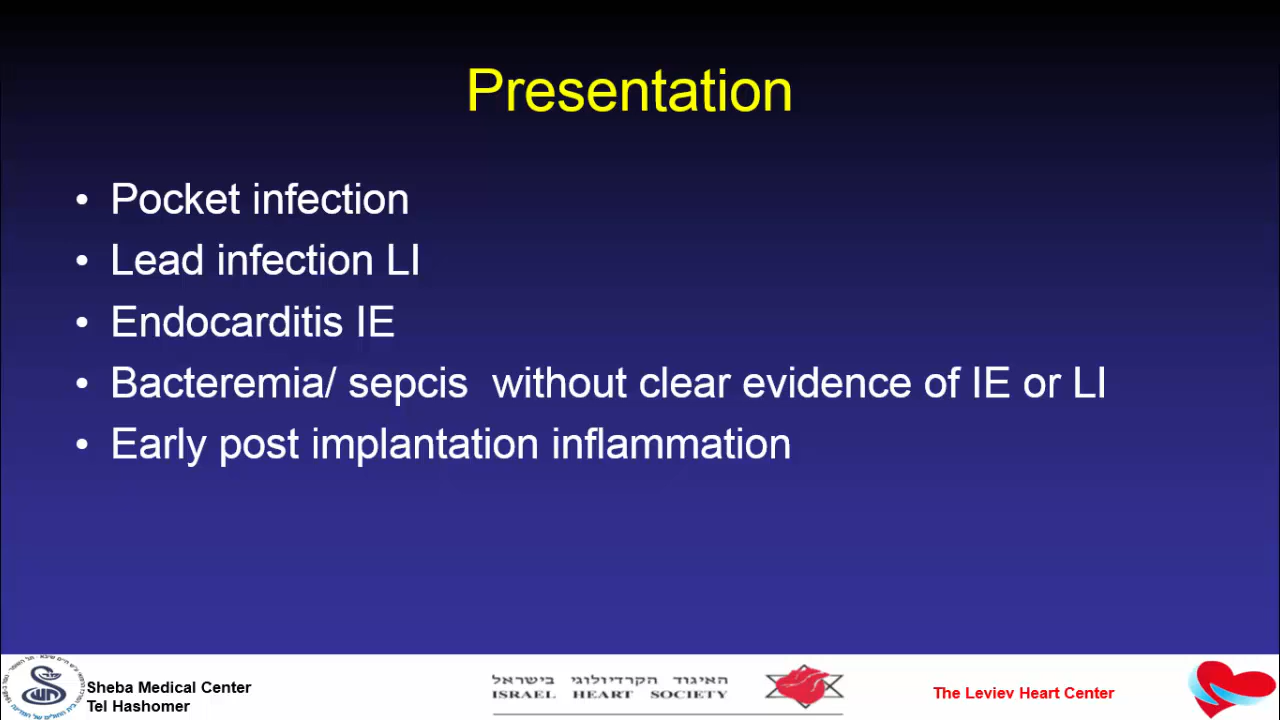 Presentation
• Pocket infection
• Lead infection LI
• Endocarditis IE
• Bacteremia/ sepcis  without clear evidence of IE or LI
• Early post implantation inflammation
Sheba Medical Center
Tel Hashomer
האיגוד הקרדיולוגי בישראל
ISRAEL HEART SOCIETY
The Leviev Heart Center